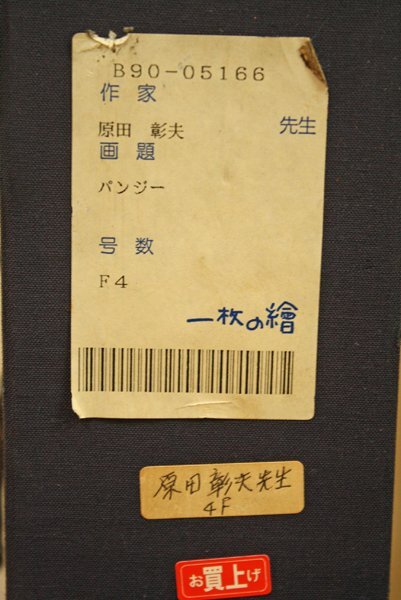 B90-05166
作家
原田 彰夫 先生
画題
パンジー
号数
F4
一枚の繪
原田彰夫先生
4F
お買上げ